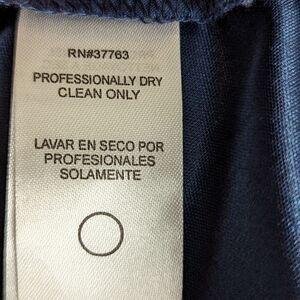 RN#37763
PROFESSIONALLY DRY
CLEAN ONLY
LAVAR EN SECO POR
PROFESIONALES
SOLAMENTE